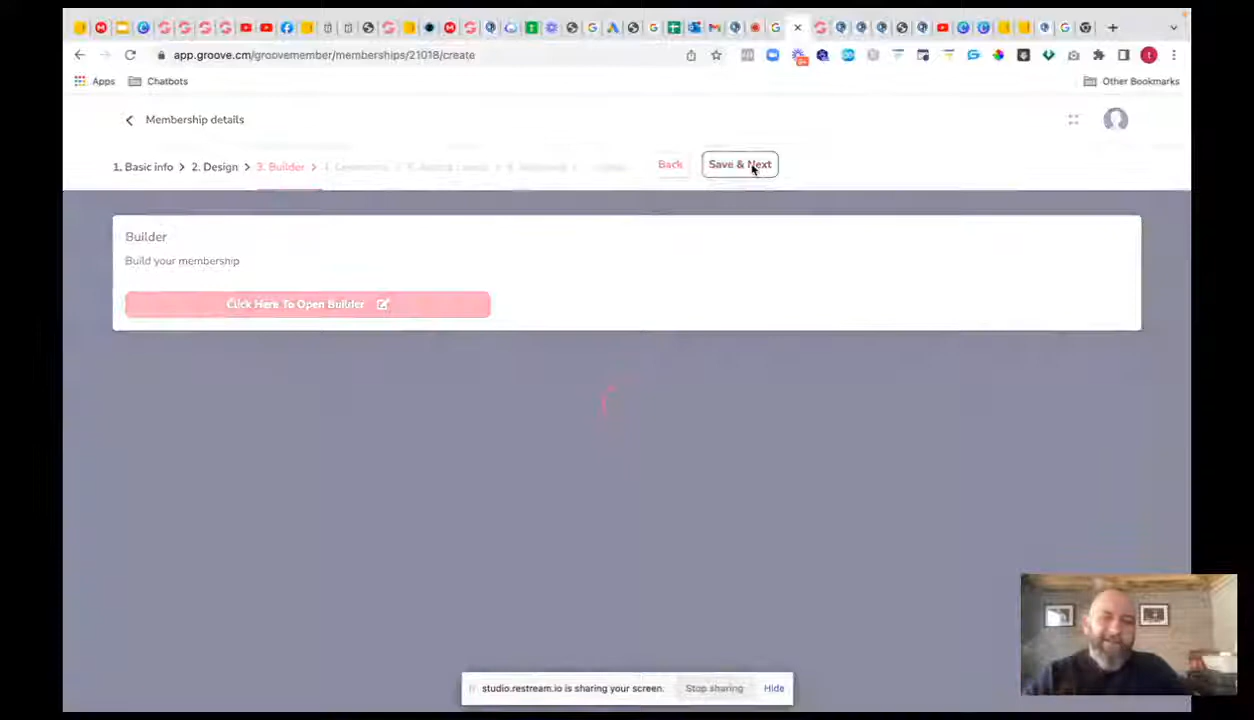 app.groove.cm/groovemember/memberships/21018/create
Apps Chatbots Other Bookmarks
Membership details
1. Basic info > 2. Design > 3. Builder > Back Save & Next
Builder
Build your membership
Click Here To Open Builder
studio.restream.io is sharing your screen. Stop sharing Hide